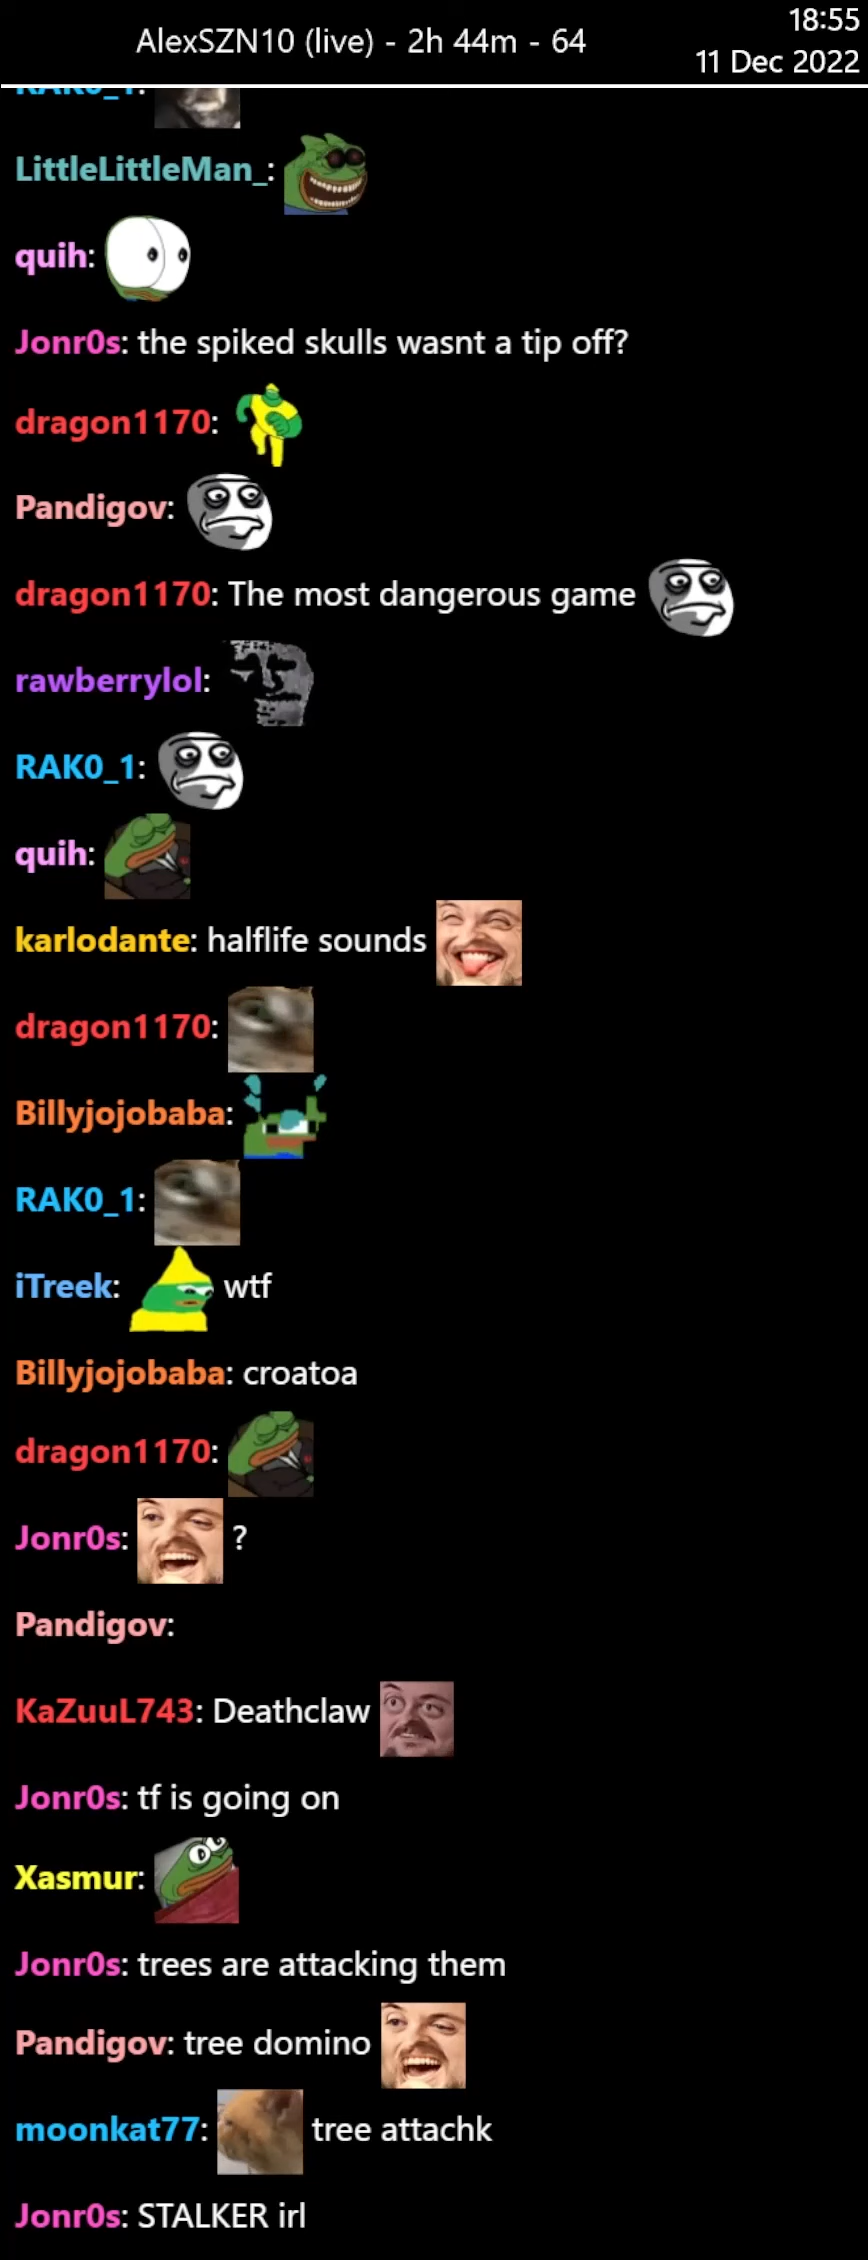 18:55
AlexSZN10 (live) - 2h 44m - 64
11 Dec 2022
RAK0_1:
LittleLittleMan_:
quih:
Jonr0s: the spiked skulls wasnt a tip off?
dragon1170:
Pandigov:
dragon1170: The most dangerous game
rawberrylol:
RAK0_1:
quih:
karlodante: halflife sounds
dragon1170:
Billyjojobaba:
RAK0_1:
iTreek: wtf
Billyjojobaba: croatoa
dragon1170:
Jonr0s: ?
Pandigov:
KaZuuL743: Deathclaw
Jonr0s: tf is going on
Xasmur:
Jonr0s: trees are attacking them
Pandigov: tree domino
moonkat77: tree attachk
Jonr0s: STALKER irl